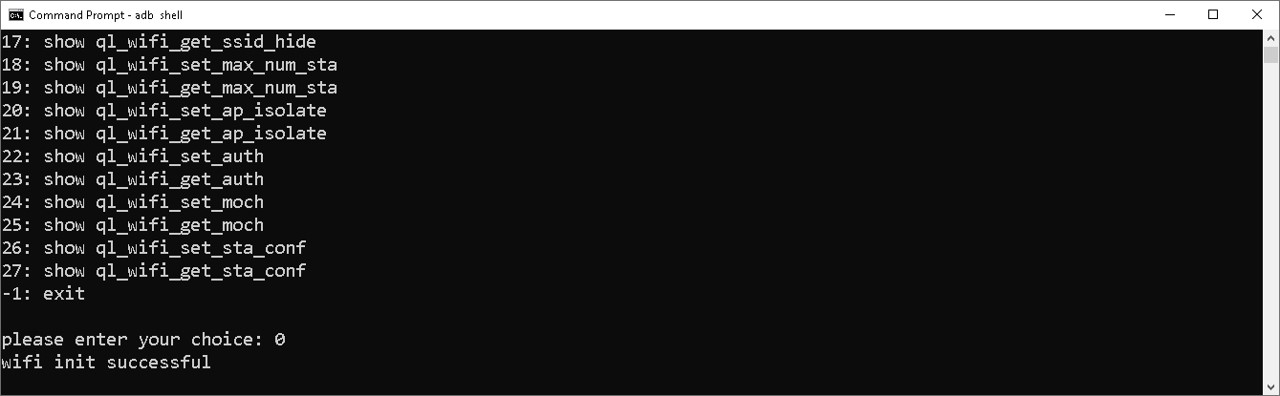 Command Prompt - adb  shell
17: show ql_wifi_get_ssid_hide
18: show ql_wifi_set_max_num_sta
19: show ql_wifi_get_max_num_sta
20: show ql_wifi_set_ap_isolate
21: show ql_wifi_get_ap_isolate
22: show ql_wifi_set_auth
23: show ql_wifi_get_auth
24: show ql_wifi_set_moch
25: show ql_wifi_get_moch
26: show ql_wifi_set_sta_conf
27: show ql_wifi_get_sta_conf
-1: exit
please enter your choice: 0
wifi init successful